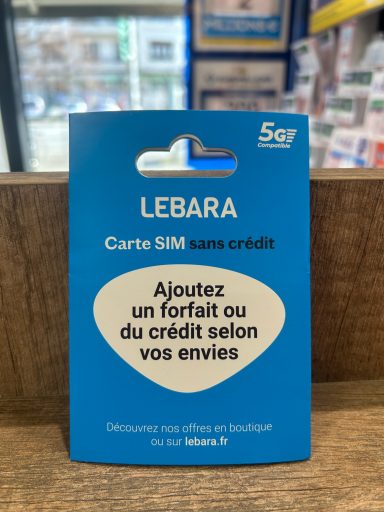 5G
Compatible
LEBARA
Carte SIM sans crédit
Ajoutez
un forfait ou
du crédit selon
vos envies
Découvrez nos offres en boutique
ou sur lebara.fr